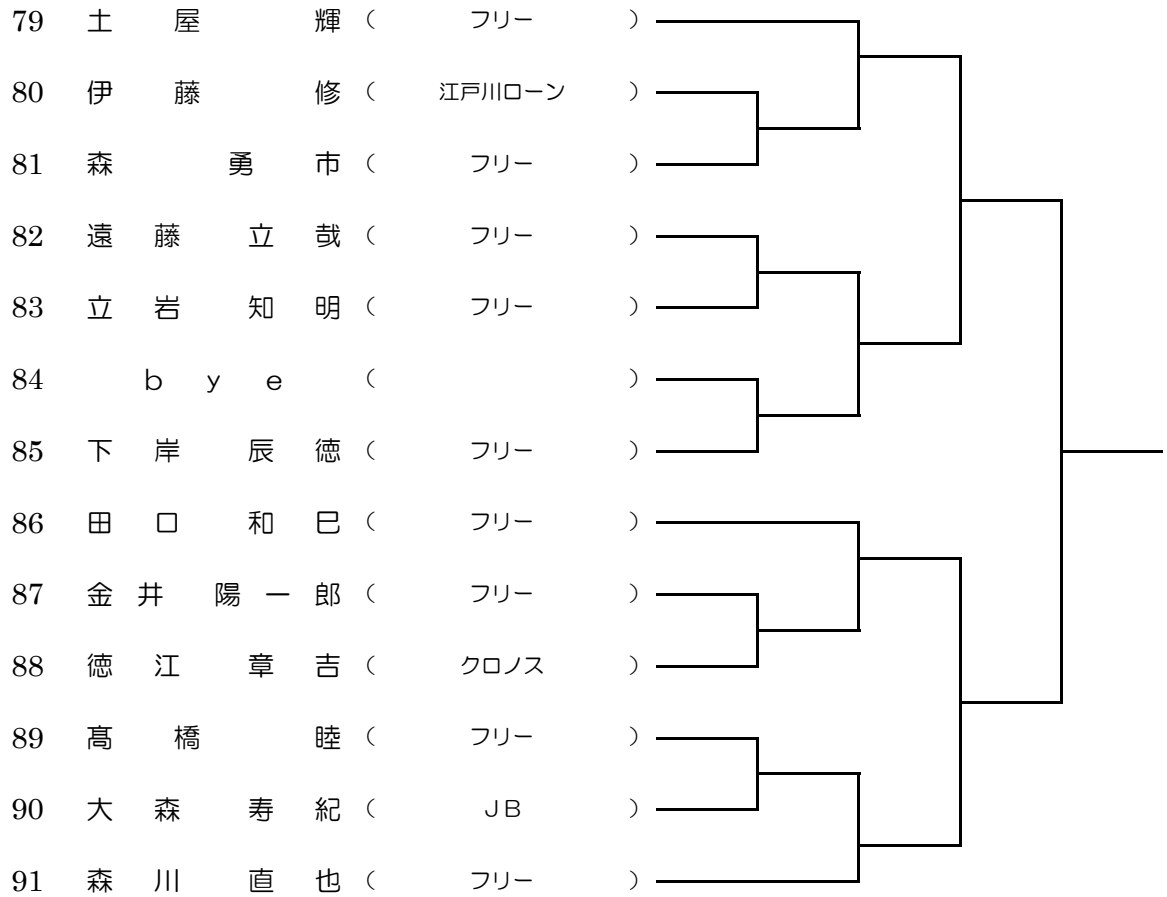 79 土屋 輝 ( フリー )
80 伊藤 修 ( 江戸川ローン )
81 森 勇市 ( フリー )
82 遠藤 立哉 ( フリー )
83 立岩 知明 ( フリー )
84 ｂｙｅ ( )
85 下岸 辰徳 ( フリー )
86 田口 和巳 ( フリー )
87 金井 陽一郎 ( フリー )
88 徳江 章吉 ( クロノス )
89 髙橋 睦 ( フリー )
90 大森 寿紀 ( ＪＢ )
91 森川 直也 ( フリー )